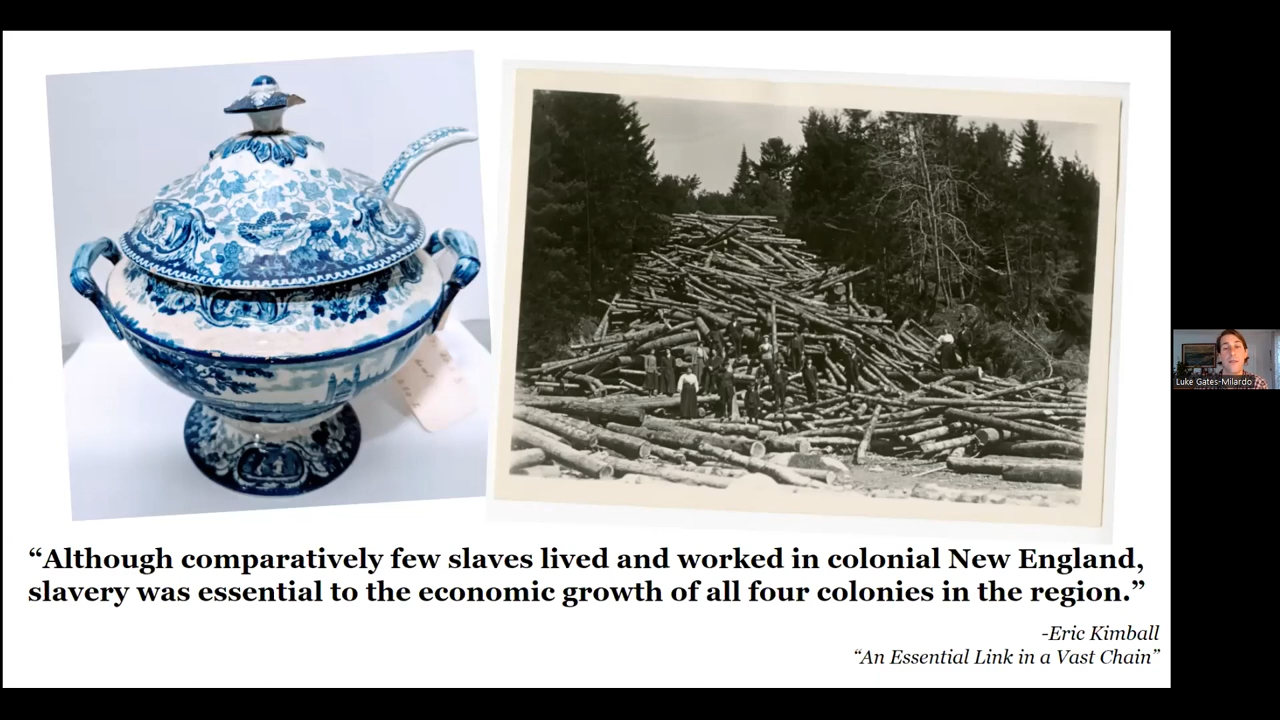 “Although comparatively few slaves lived and worked in colonial New England,
slavery was essential to the economic growth of all four colonies in the region.”
-Eric Kimball
“An Essential Link in a Vast Chain”
Luke Gates-Milardo